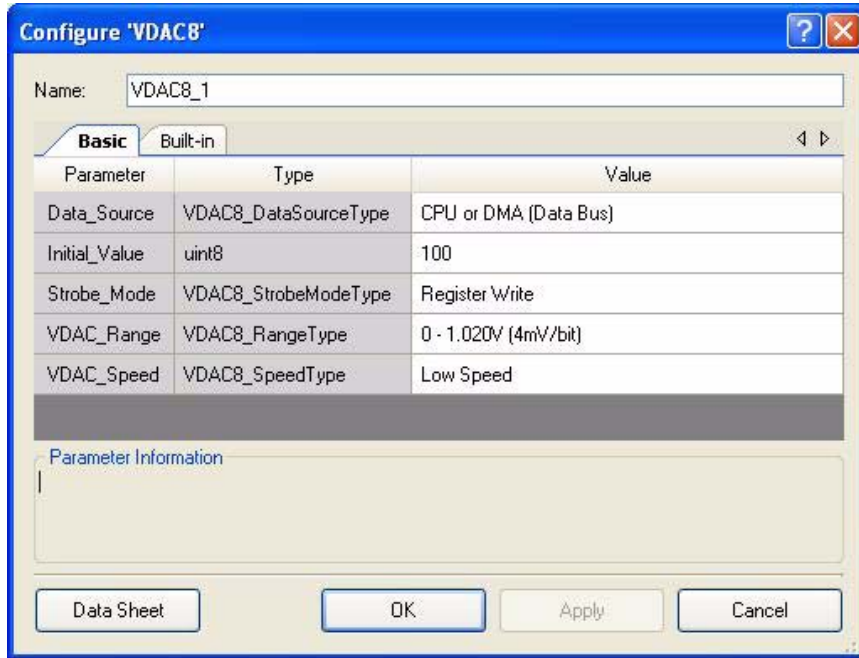 Configure 'VDAC8'
Name: VDAC8_1
Basic Built-in
Parameter Type Value
Data_Source VDAC8_DataSourceType CPU or DMA (Data Bus)
Initial_Value uint8 100
Strobe_Mode VDAC8_StrobeModeType Register Write
VDAC_Range VDAC8_RangeType 0 - 1.020V (4mV/bit)
VDAC_Speed VDAC8_SpeedType Low Speed
Parameter Information
Data Sheet OK Apply Cancel